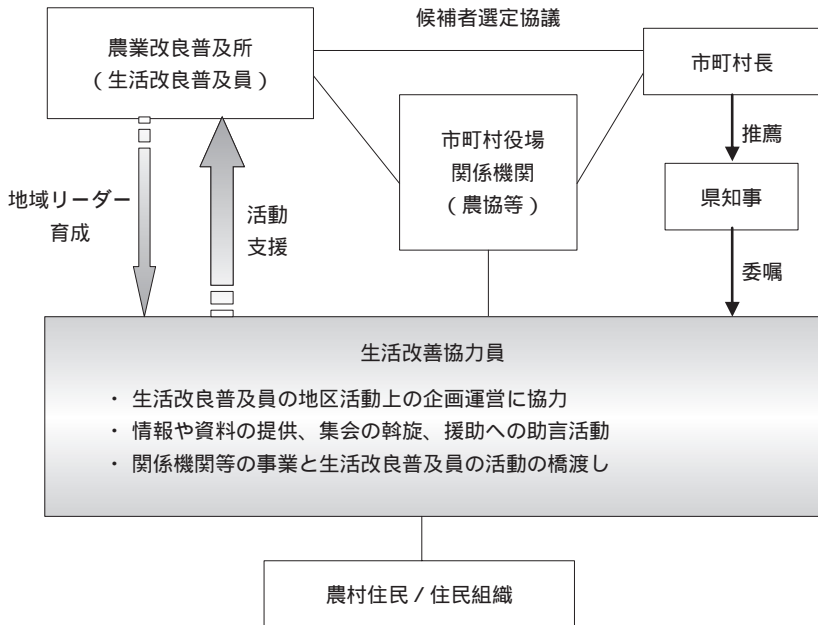 候補者選定協議
農業改良普及所
(生活改良普及員)
市町村長
市町村役場
関係機関
(農協等)
推薦
県知事
地域リーダー
育成
活動
支援
委嘱
生活改善協力員
・ 生活改良普及員の地区活動上の企画運営に協力
・ 情報や資料の提供、集会の斡旋、援助への助言活動
・ 関係機関等の事業と生活改良普及員の活動の橋渡し
農村住民 / 住民組織